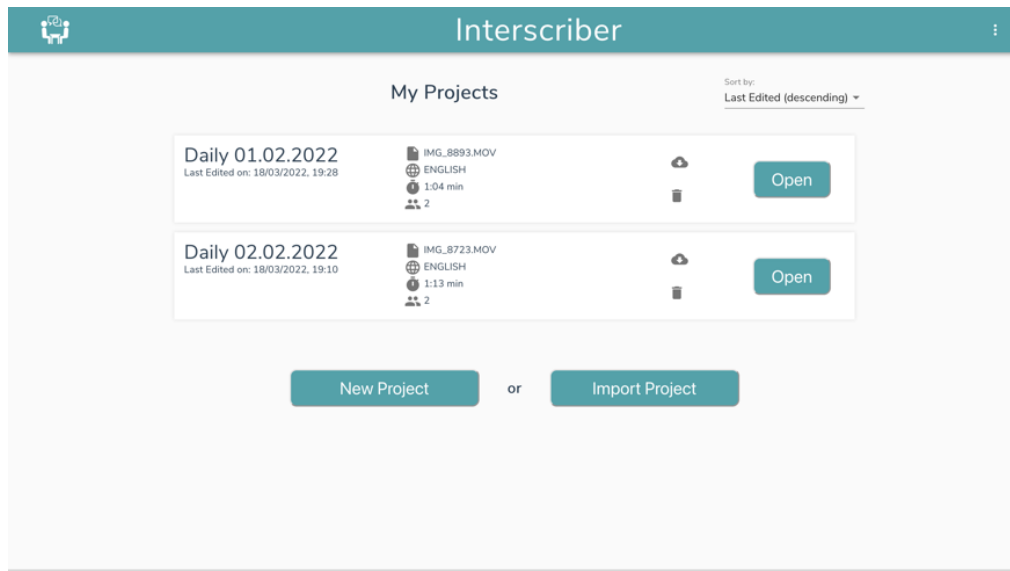 Interscriber
My Projects
Sort by:
Last Edited (descending)
Daily 01.02.2022
Last Edited on: 18/03/2022, 19:28
IMG_8893.MOV
ENGLISH
1:04 min
2
Open
Daily 02.02.2022
Last Edited on: 18/03/2022, 19:10
IMG_8723.MOV
ENGLISH
1:13 min
2
Open
New Project
or
Import Project